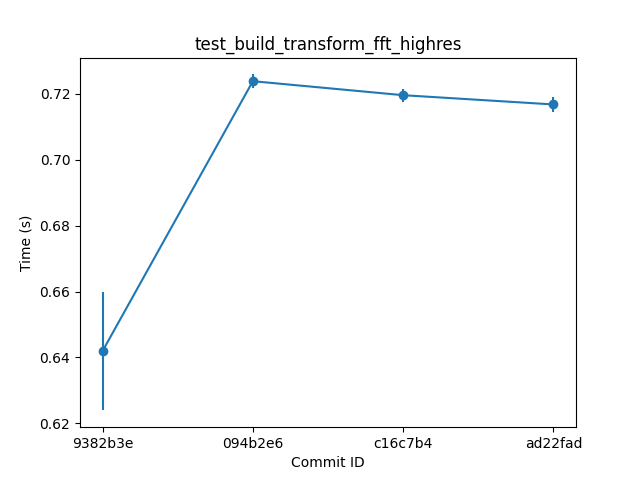 test_build_transform_fft_highres
Time (s)
0.72
0.70
0.68
0.66
0.64
0.62
9382b3e
094b2e6
c16c7b4
ad22fad
Commit ID